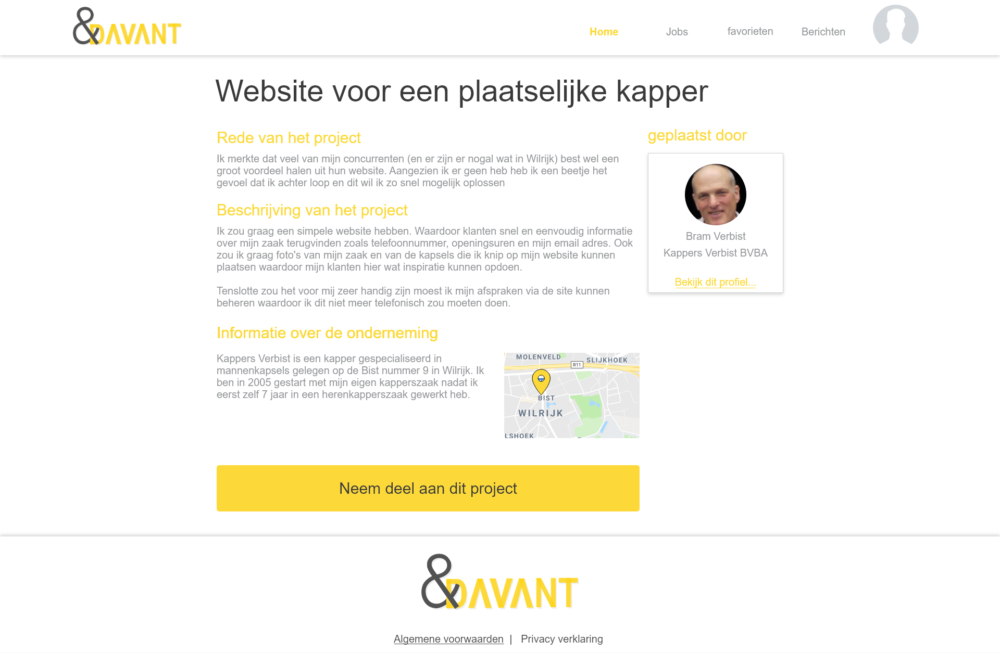 &DAVANT
Home
Jobs
favorieten
Berichten
Website voor een plaatselijke kapper
Rede van het project
Ik merkte dat veel van mijn concurrenten (en er zijn er nogal wat in Wilrijk) best wel een
groot voordeel halen uit hun website. Aangezien ik er geen heb heb ik een beetje het
gevoel dat ik achter loop en dit wil ik zo snel mogelijk oplossen
Beschrijving van het project
Ik zou graag een simpele website hebben. Waardoor klanten snel en eenvoudig informatie
over mijn zaak terugvinden zoals telefoonnummer, openingsuren en mijn email adres. Ook
zou ik graag foto's van mijn zaak en van de kapsels die ik knip op mijn website kunnen
plaatsen waardoor mijn klanten hier wat inspiratie kunnen opdoen.
Tenslotte zou het voor mij zeer handig zijn moest ik mijn afspraken via de site kunnen
beheren waardoor ik dit niet meer telefonisch zou moeten doen.
Informatie over de onderneming
Kappers Verbist is een kapper gespecialiseerd in
mannenkapsels gelegen op de Bist nummer 9 in Wilrijk. Ik
ben in 2005 gestart met mijn eigen kapperszaak nadat ik
eerst zelf 7 jaar in een herenkapperszaak gewerkt heb.
MOLENVELD
SLIJKHOEK
R11
BIST
WILRIJK
LSHOEK
geplaatst door
Bram Verbist
Kappers Verbist BVBA
Bekijk dit profiel...
Neem deel aan dit project
&DAVANT
Algemene voorwaarden | Privacy verklaring